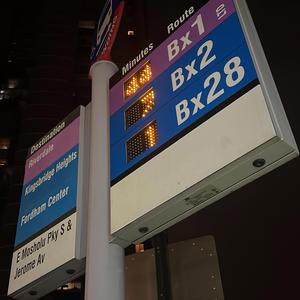 Minutes Route
Bx1
Bx2
Bx28
Destination
Riverdale
Kingsbridge Heights
Fordham Center
E Mosholu Pky S &
Jerome Av